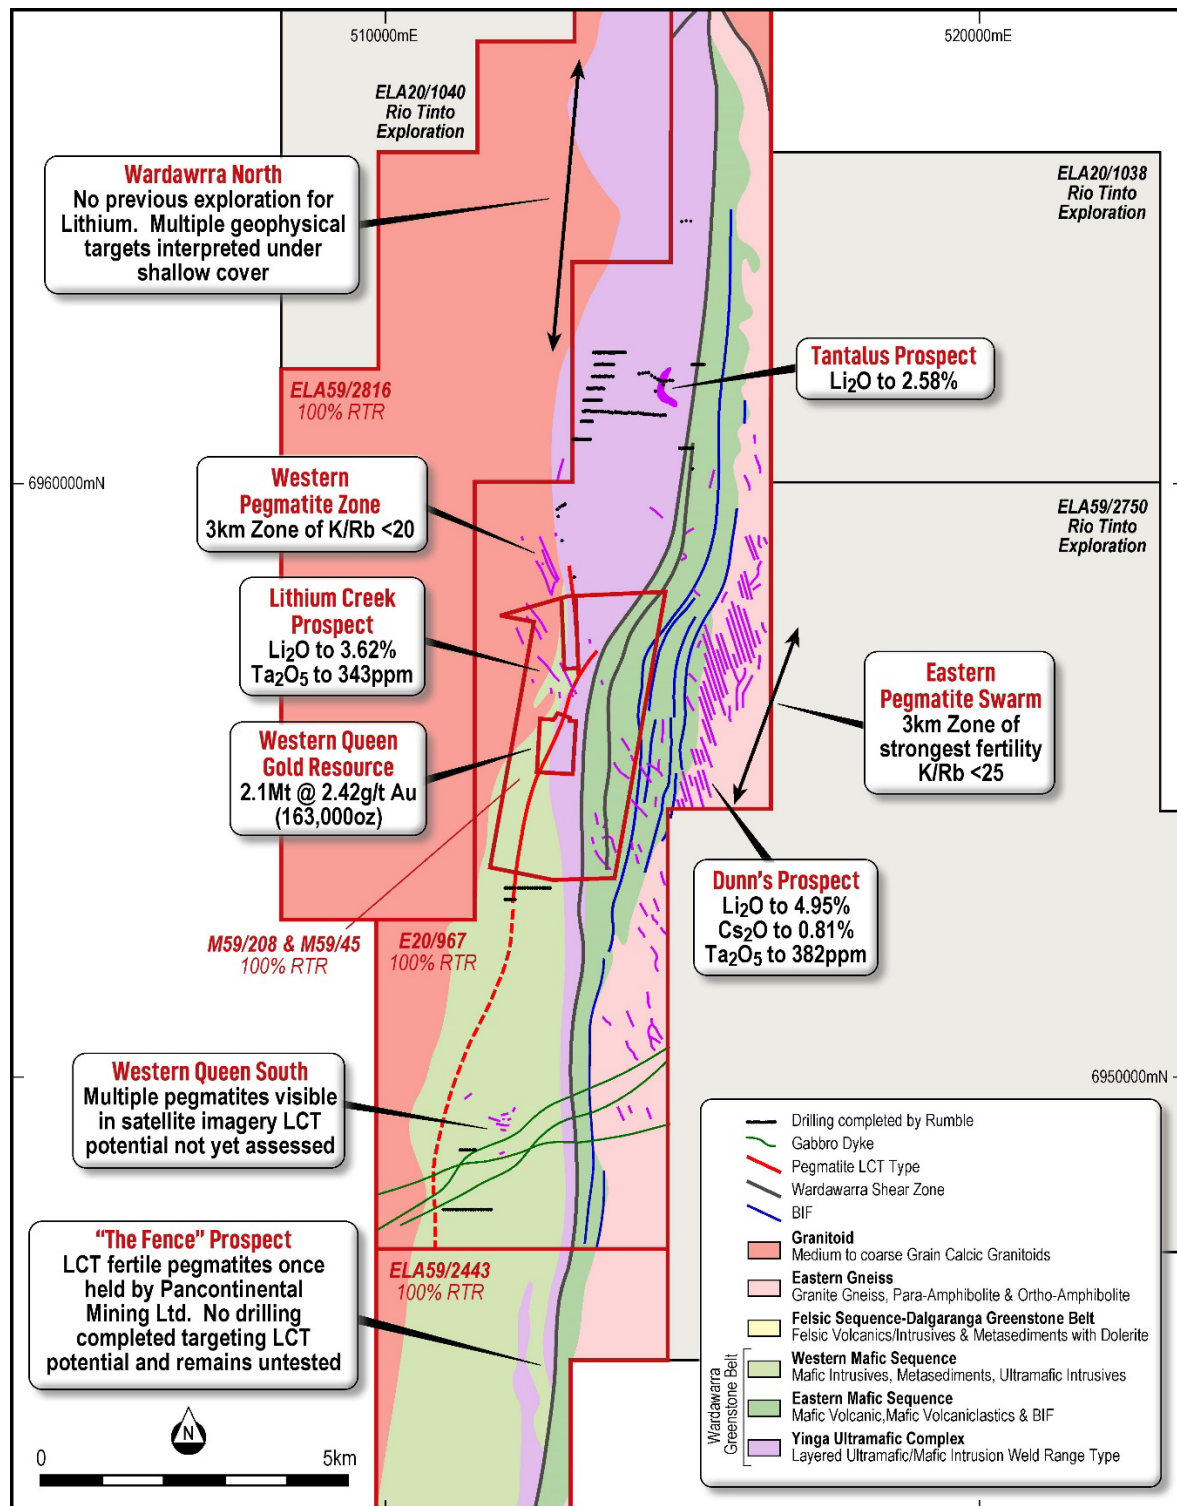 510000mE
520000mE
ELA20/1040
Rio Tinto
Exploration
Wardawrra North
No previous exploration for
Lithium. Multiple geophysical
targets interpreted under
shallow cover
ELA20/1038
Rio Tinto
Exploration
Tantalus Prospect
Li2O to 2.58%
ELA59/2816
100% RTR
6960000mN
Western
Pegmatite Zone
3km Zone of K/Rb <20
ELA59/2750
Rio Tinto
Exploration
Lithium Creek
Prospect
Li2O to 3.62%
Ta2O5 to 343ppm
Eastern
Pegmatite Swarm
3km Zone of
strongest fertility
K/Rb <25
Western Queen
Gold Resource
2.1Mt @ 2.42g/t Au
(163,000oz)
Dunn's Prospect
Li2O to 4.95%
Cs2O to 0.81%
Ta2O5 to 382ppm
M59/208 & M59/45
100% RTR
E20/967
100% RTR
Western Queen South
Multiple pegmatites visible
in satellite imagery LCT
potential not yet assessed
6950000mN
"The Fence" Prospect
LCT fertile pegmatites once
held by Pancontinental
Mining Ltd. No drilling
completed targeting LCT
potential and remains untested
ELA59/2443
100% RTR
N
0
5km
Drilling completed by Rumble
Gabbro Dyke
Pegmatite LCT Type
Wardawarra Shear Zone
BIF
Granitoid
Medium to coarse Grain Calcic Granitoids
Eastern Gneiss
Granite Gneiss, Para-Amphibolite & Ortho-Amphibolite
Felsic Sequence-Dalgaranga Greenstone Belt
Felsic Volcanics/Intrusives & Metasediments with Dolerite
Wardawarra
Greenstone Belt
Western Mafic Sequence
Mafic Intrusives, Metasediments, Ultramafic Intrusives
Eastern Mafic Sequence
Mafic Volcanic,Mafic Volcaniclastics & BIF
Yinga Ultramafic Complex
Layered Ultramafic/Mafic Intrusion Weld Range Type